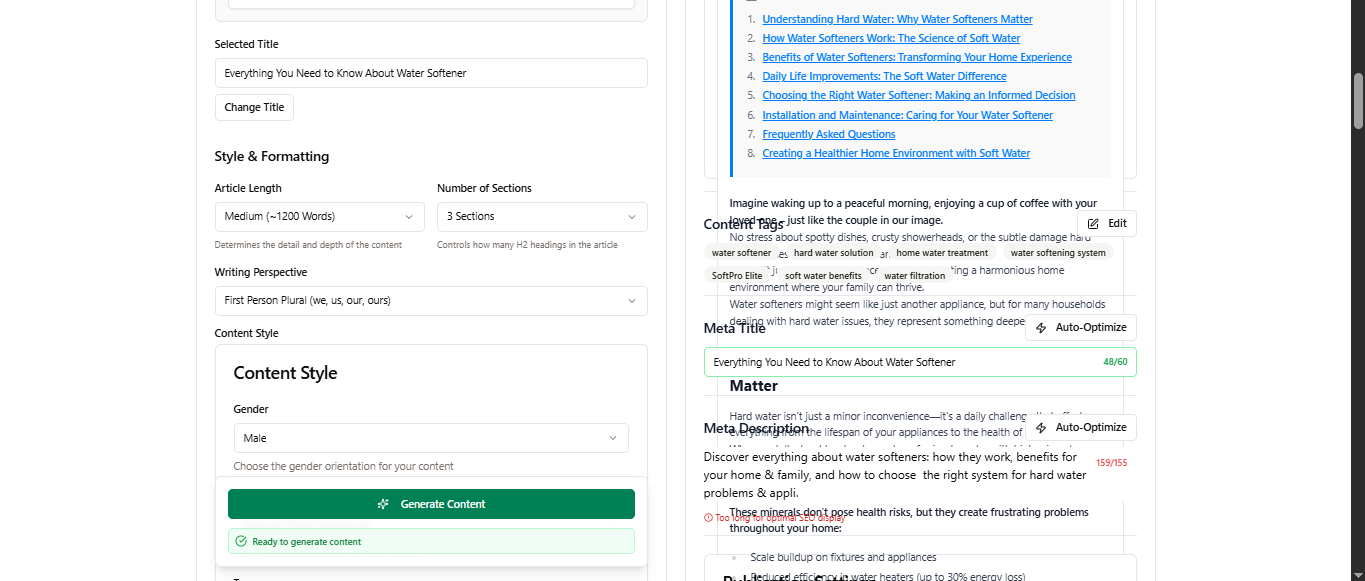 Selected Title
Everything You Need to Know About Water Softener
Change Title
Style & Formatting
Article Length
Number of Sections
Medium (~1200 Words)
3 Sections
Determines the detail and depth of the content
Controls how many H2 headings in the article
Writing Perspective
First Person Plural (we, us, our, ours)
Content Style
Content Style
Gender
Male
Choose the gender orientation for your content
Generate Content
Ready to generate content
1. Understanding Hard Water: Why Water Softeners Matter
2. How Water Softeners Work: The Science of Soft Water
3. Benefits of Water Softeners: Transforming Your Home Experience
4. Daily Life Improvements: The Soft Water Difference
5. Choosing the Right Water Softener: Making an Informed Decision
6. Installation and Maintenance: Caring for Your Water Softener
7. Frequently Asked Questions
8. Creating a Healthier Home Environment with Soft Water
Imagine waking up to a peaceful morning, enjoying a cup of coffee with your
loved one – just like the couple in our image.
Content Tags
Edit
No stress about spotty dishes, crusty showerheads, or the subtle damage hard
water softener
hard water solution
home water treatment
water softening system
SoftPro Elite
soft water benefits
water filtration
a harmonious home
environment where your family can thrive.
Water softeners might seem like just another appliance, but for many households
dealing with hard water issues, they represent something deeper
Meta Title
Auto-Optimize
Everything You Need to Know About Water Softener
48/60
Matter
Hard water isn't just a minor inconvenience—it's a daily challenge
everything from the lifespan of your appliances to the health of
Meta Description
Auto-Optimize
Discover everything about water softeners: how they work, benefits for
your home & family, and how to choose the right system for hard water
problems & appli.
159/155
These minerals don't pose health risks, but they create frustrating problems
Too long for optimal SEO display
throughout your home:
Scale buildup on fixtures and appliances
Reduced efficiency in water heaters (up to 30% energy loss)